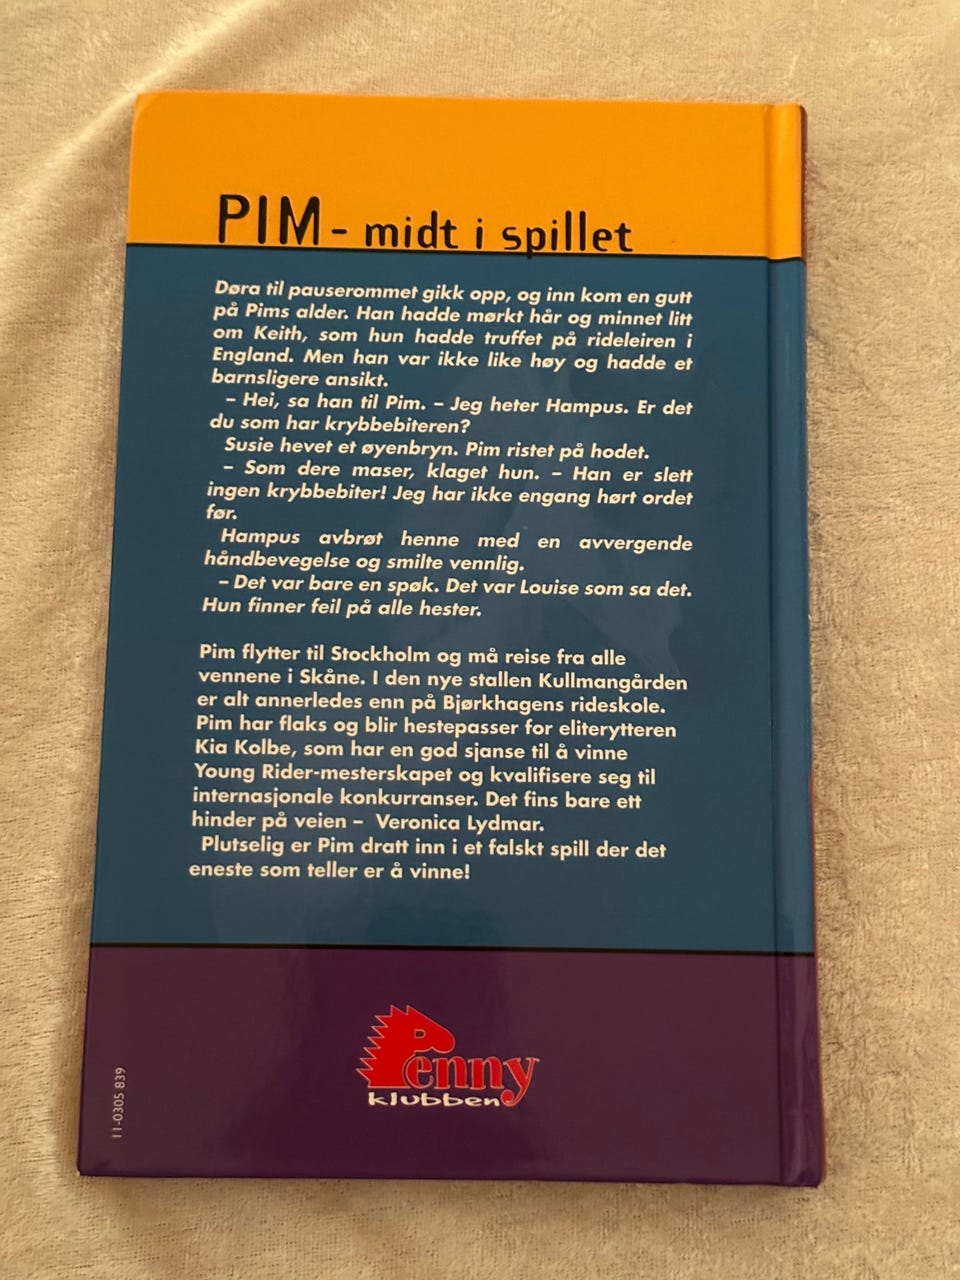 PIM - midt i spillet
Døra til pauserommet gikk opp, og inn kom en gutt
på Pims alder. Han hadde mørkt hår og minnet litt
om Keith, som hun hadde truffet på rideleiren i
England. Men han var ikke like høy og hadde et
barnsligere ansikt.
– Hei, sa han til Pim. – Jeg heter Hampus. Er det
du som har krybbebiteren?
Susie hevet et øyenbryn. Pim ristet på hodet.
– Som dere maser, klaget hun. – Han er slett
ingen krybbebiter! Jeg har ikke engang hørt ordet
før.
Hampus avbrøt henne med en avvergende
håndbevegelse og smilte vennlig.
– Det var bare en spøk. Det var Louise som sa det.
Hun finner feil på alle hester.
Pim flytter til Stockholm og må reise fra alle
vennene i Skåne. I den nye stallen Kullmangården
er alt annerledes enn på Bjørkhagens rideskole.
Pim har flaks og blir hestepasser for eliterytteren
Kia Kolbe, som har en god sjanse til å vinne
Young Rider-mesterskapet og kvalifisere seg til
internasjonale konkurranser. Det fins bare ett
hinder på veien – Veronica Lydmar.
Plutselig er Pim dratt inn i et falskt spill der det
eneste som teller er å vinne!
Penny
klubben
11-0305 839